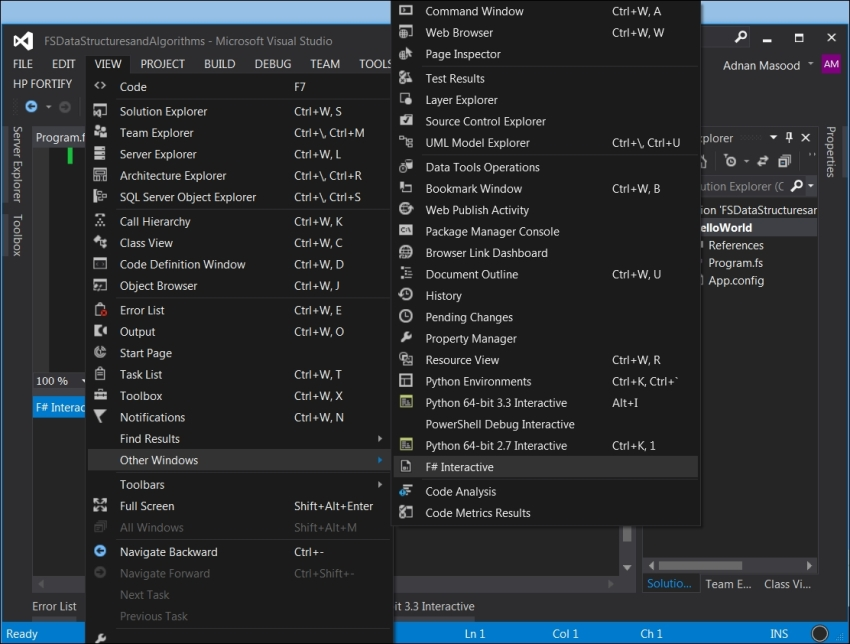 FSDataStructuresandAlgorithms - Microsoft Visual Studio
FILE EDIT VIEW PROJECT BUILD DEBUG TEAM TOOLS
Adnan Masood AM
HP FORTIFY
Server Explorer
Toolbox
Program.f
100 %
F# Interac
Code F7
Solution Explorer Ctrl+W, S
Team Explorer Ctrl+\, Ctrl+M
Server Explorer Ctrl+W, L
Architecture Explorer Ctrl+\, Ctrl+R
SQL Server Object Explorer Ctrl+\, Ctrl+S
Call Hierarchy Ctrl+W, K
Class View Ctrl+W, C
Code Definition Window Ctrl+W, D
Object Browser Ctrl+W, J
Error List Ctrl+W, E
Output Ctrl+W, O
Start Page
Task List Ctrl+W, T
Toolbox Ctrl+W, X
Notifications Ctrl+W, N
Find Results
Other Windows
Toolbars
Full Screen Shift+Alt+Enter
All Windows Shift+Alt+M
Navigate Backward Ctrl+-
Navigate Forward Ctrl+Shift+-
Next Task
Previous Task
Command Window Ctrl+W, A
Web Browser Ctrl+W, W
Page Inspector
Test Results
Layer Explorer
Source Control Explorer
UML Model Explorer Ctrl+\, Ctrl+U
Data Tools Operations
Bookmark Window Ctrl+W, B
Web Publish Activity
Package Manager Console
Browser Link Dashboard
Document Outline Ctrl+W, U
History
Pending Changes
Property Manager
Resource View Ctrl+W, R
Python Environments Ctrl+K, Ctrl+`
Python 64-bit 3.3 Interactive Alt+I
PowerShell Debug Interactive
Python 64-bit 2.7 Interactive Ctrl+K, 1
F# Interactive
Code Analysis
Code Metrics Results
xplorer
ution Explorer (C
ion 'FSDataStructuresar
elloWorld
References
Program.fs
App.config
Properties
Solutio... Team E... Class Vi...
Error List
it 3.3 Interactive
Ready Ln 1 Col 1 Ch 1 INS